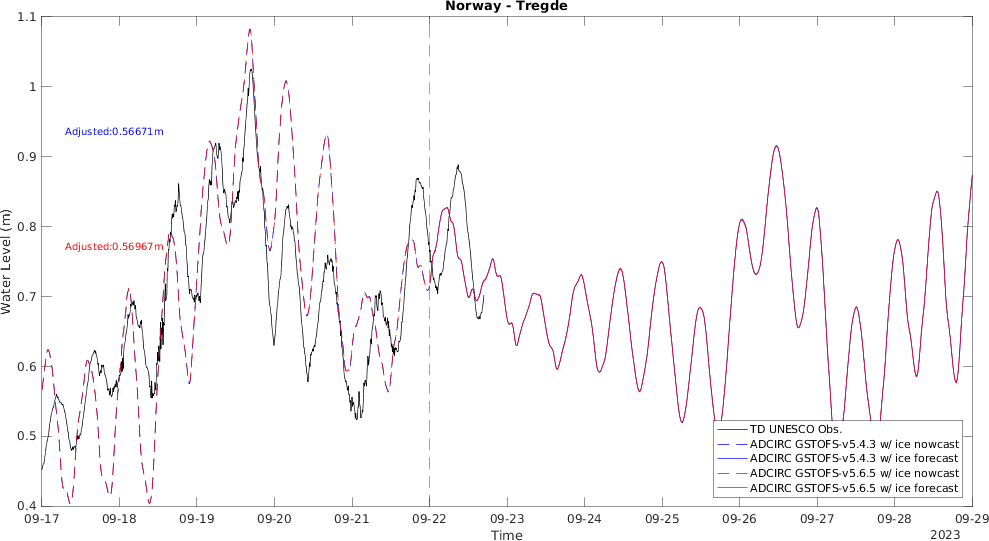 Norway - Tregde
1.1
1
0.9
0.8
0.7
0.6
0.5
0.4
Water Level (m)
Adjusted:0.56671m
Adjusted:0.56967m
TD UNESCO Obs.
ADCIRC GSTOFS-v5.4.3 w/ ice nowcast
ADCIRC GSTOFS-v5.4.3 w/ ice forecast
ADCIRC GSTOFS-v5.6.5 w/ ice nowcast
ADCIRC GSTOFS-v5.6.5 w/ ice forecast
09-17 09-18 09-19 09-20 09-21 09-22 09-23 09-24 09-25 09-26 09-27 09-28 09-29
Time
2023